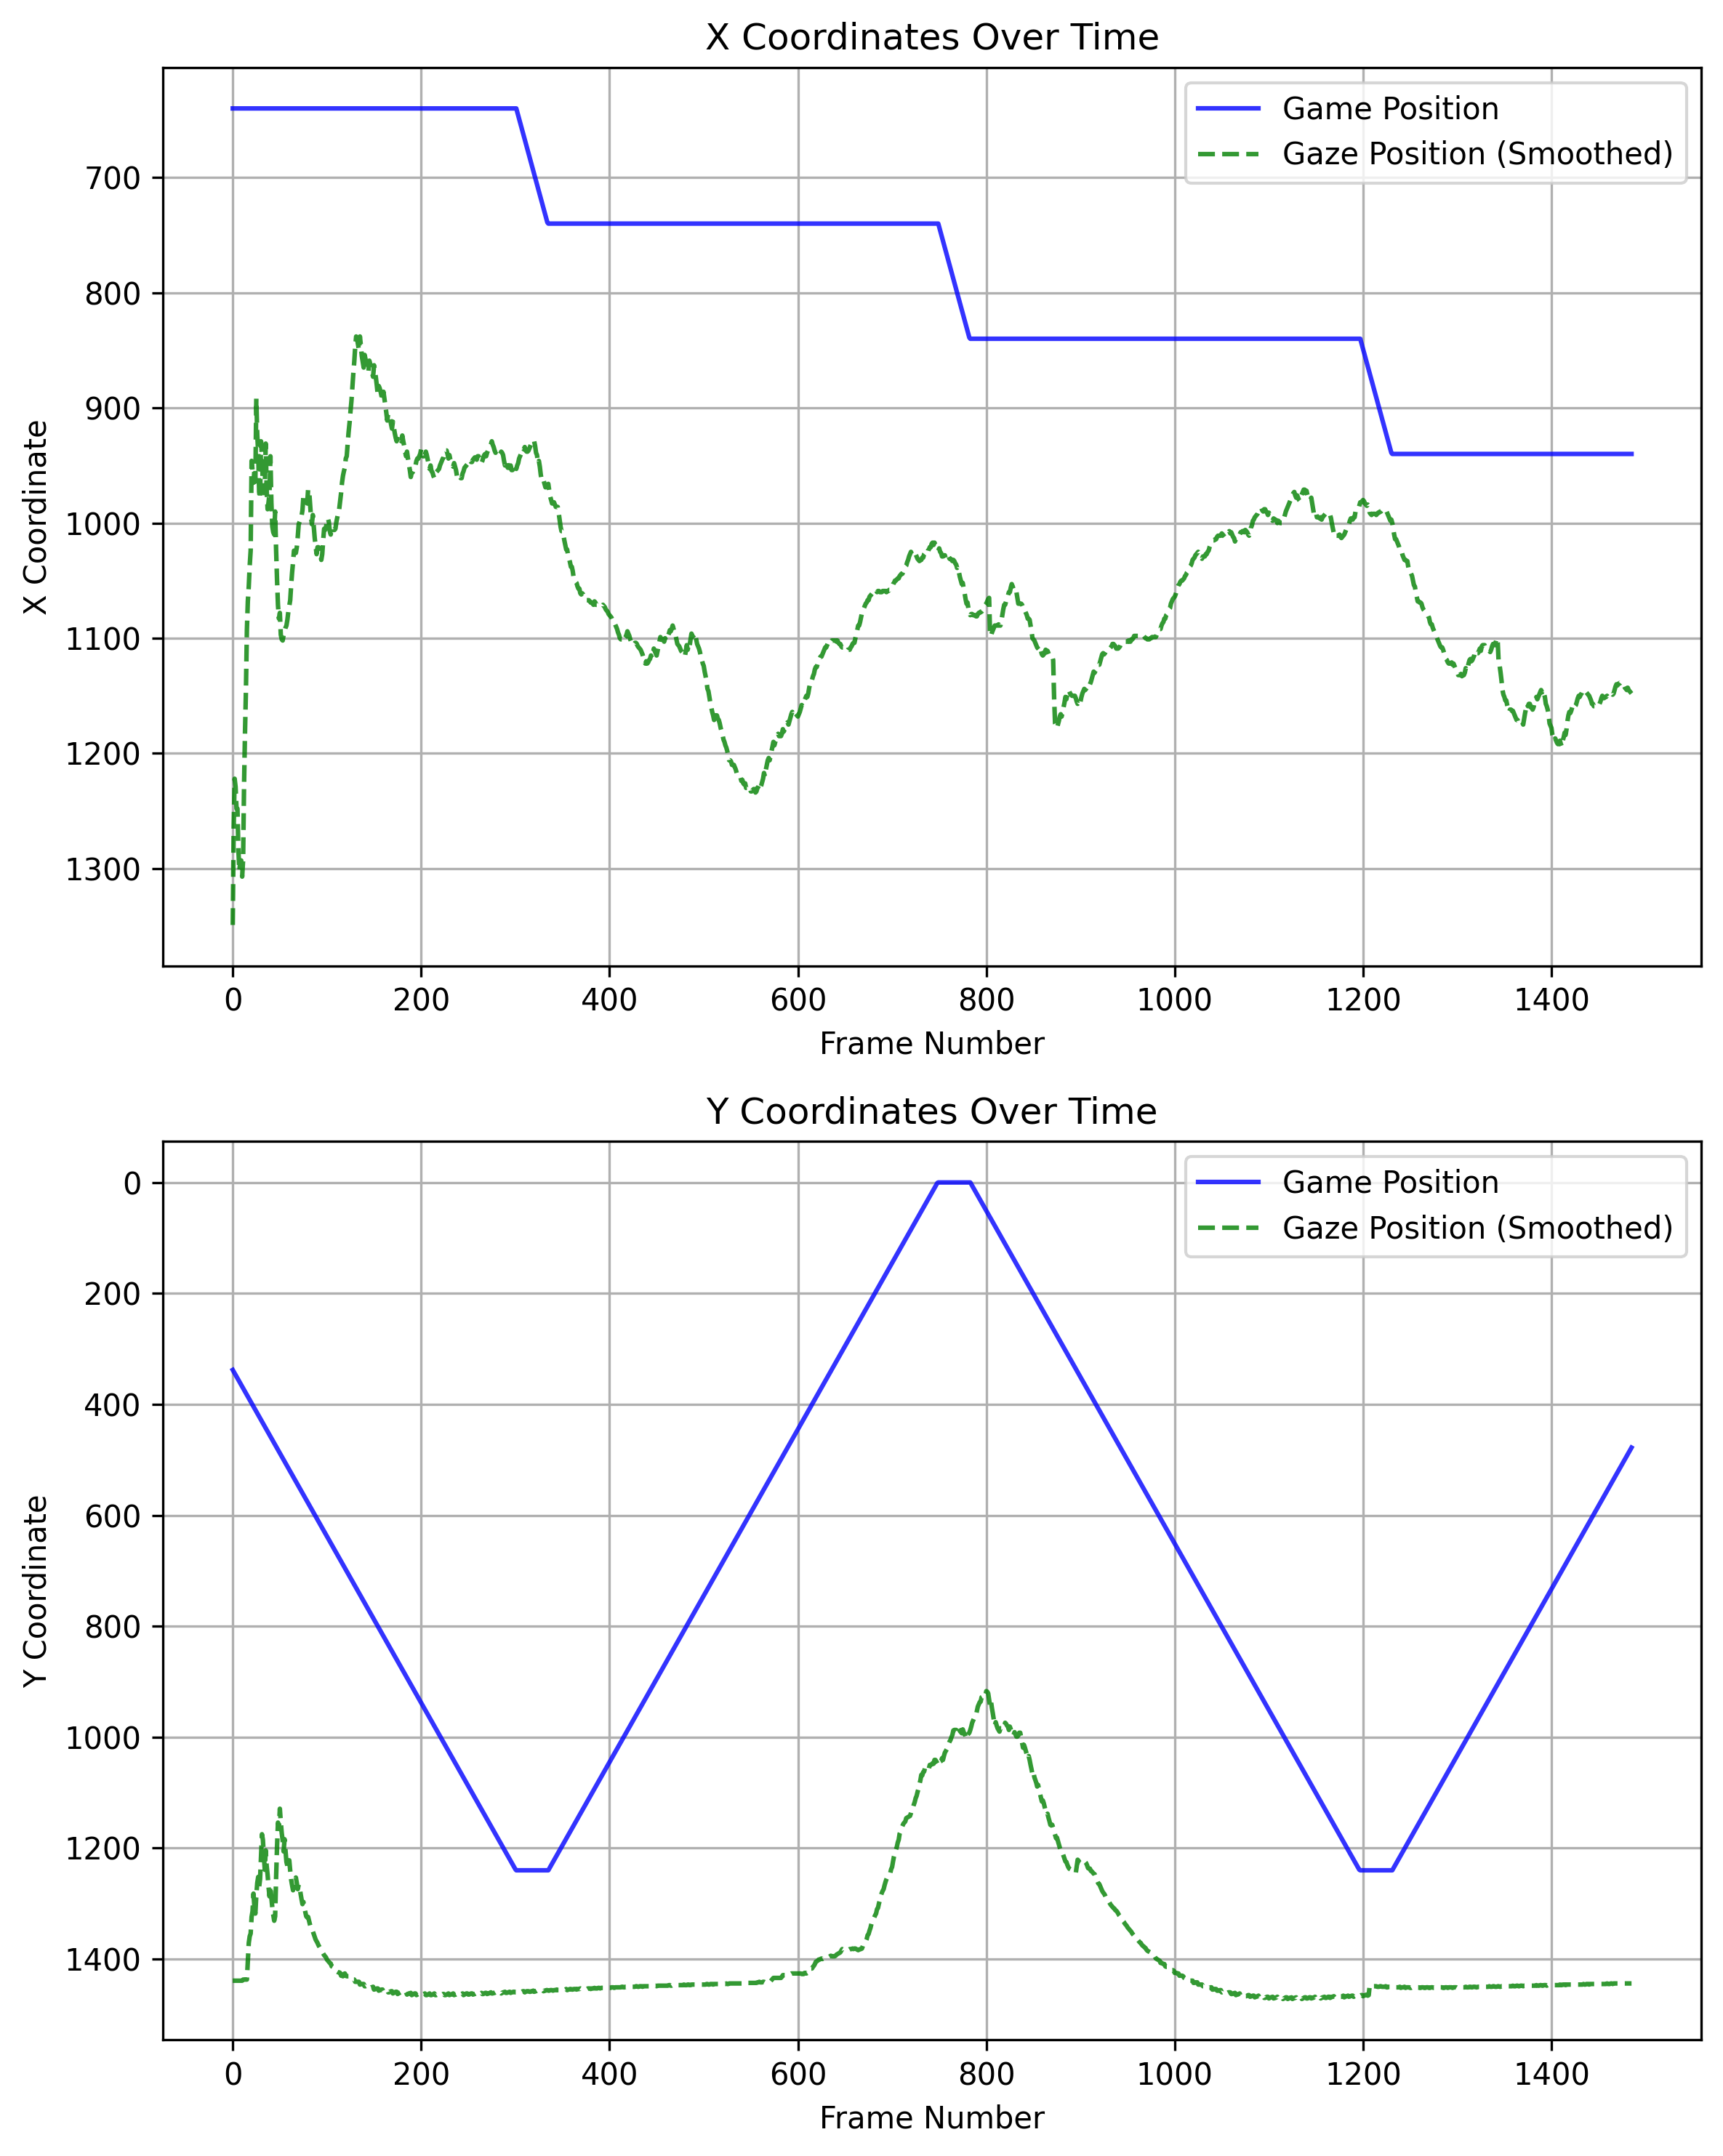 X Coordinates Over Time
Game Position
Gaze Position (Smoothed)
X Coordinate
700
800
900
1000
1100
1200
1300
0 200 400 600 800 1000 1200 1400
Frame Number
Y Coordinates Over Time
Game Position
Gaze Position (Smoothed)
Y Coordinate
0
200
400
600
800
1000
1200
1400
0 200 400 600 800 1000 1200 1400
Frame Number